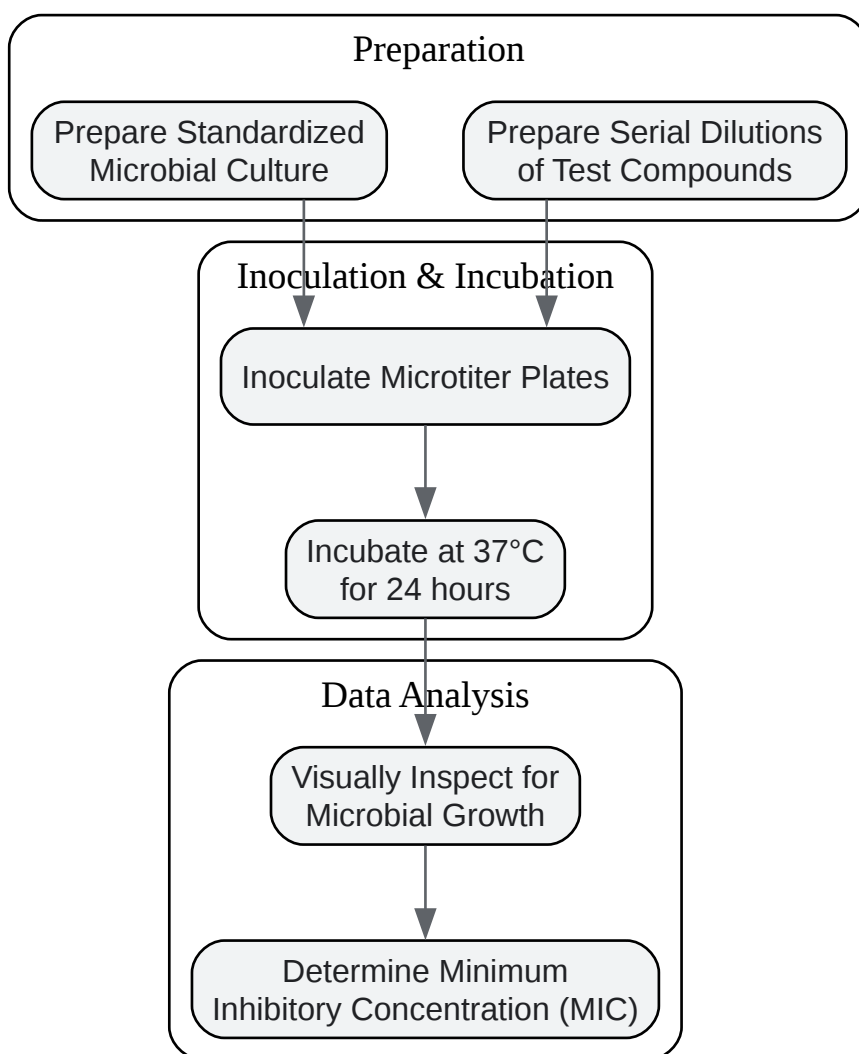 Preparation
Prepare Standardized
Microbial Culture
Prepare Serial Dilutions
of Test Compounds
Inoculation & Incubation
Inoculate Microtiter Plates
Incubate at 37°C
for 24 hours
Data Analysis
Visually Inspect for
Microbial Growth
Determine Minimum
Inhibitory Concentration (MIC)